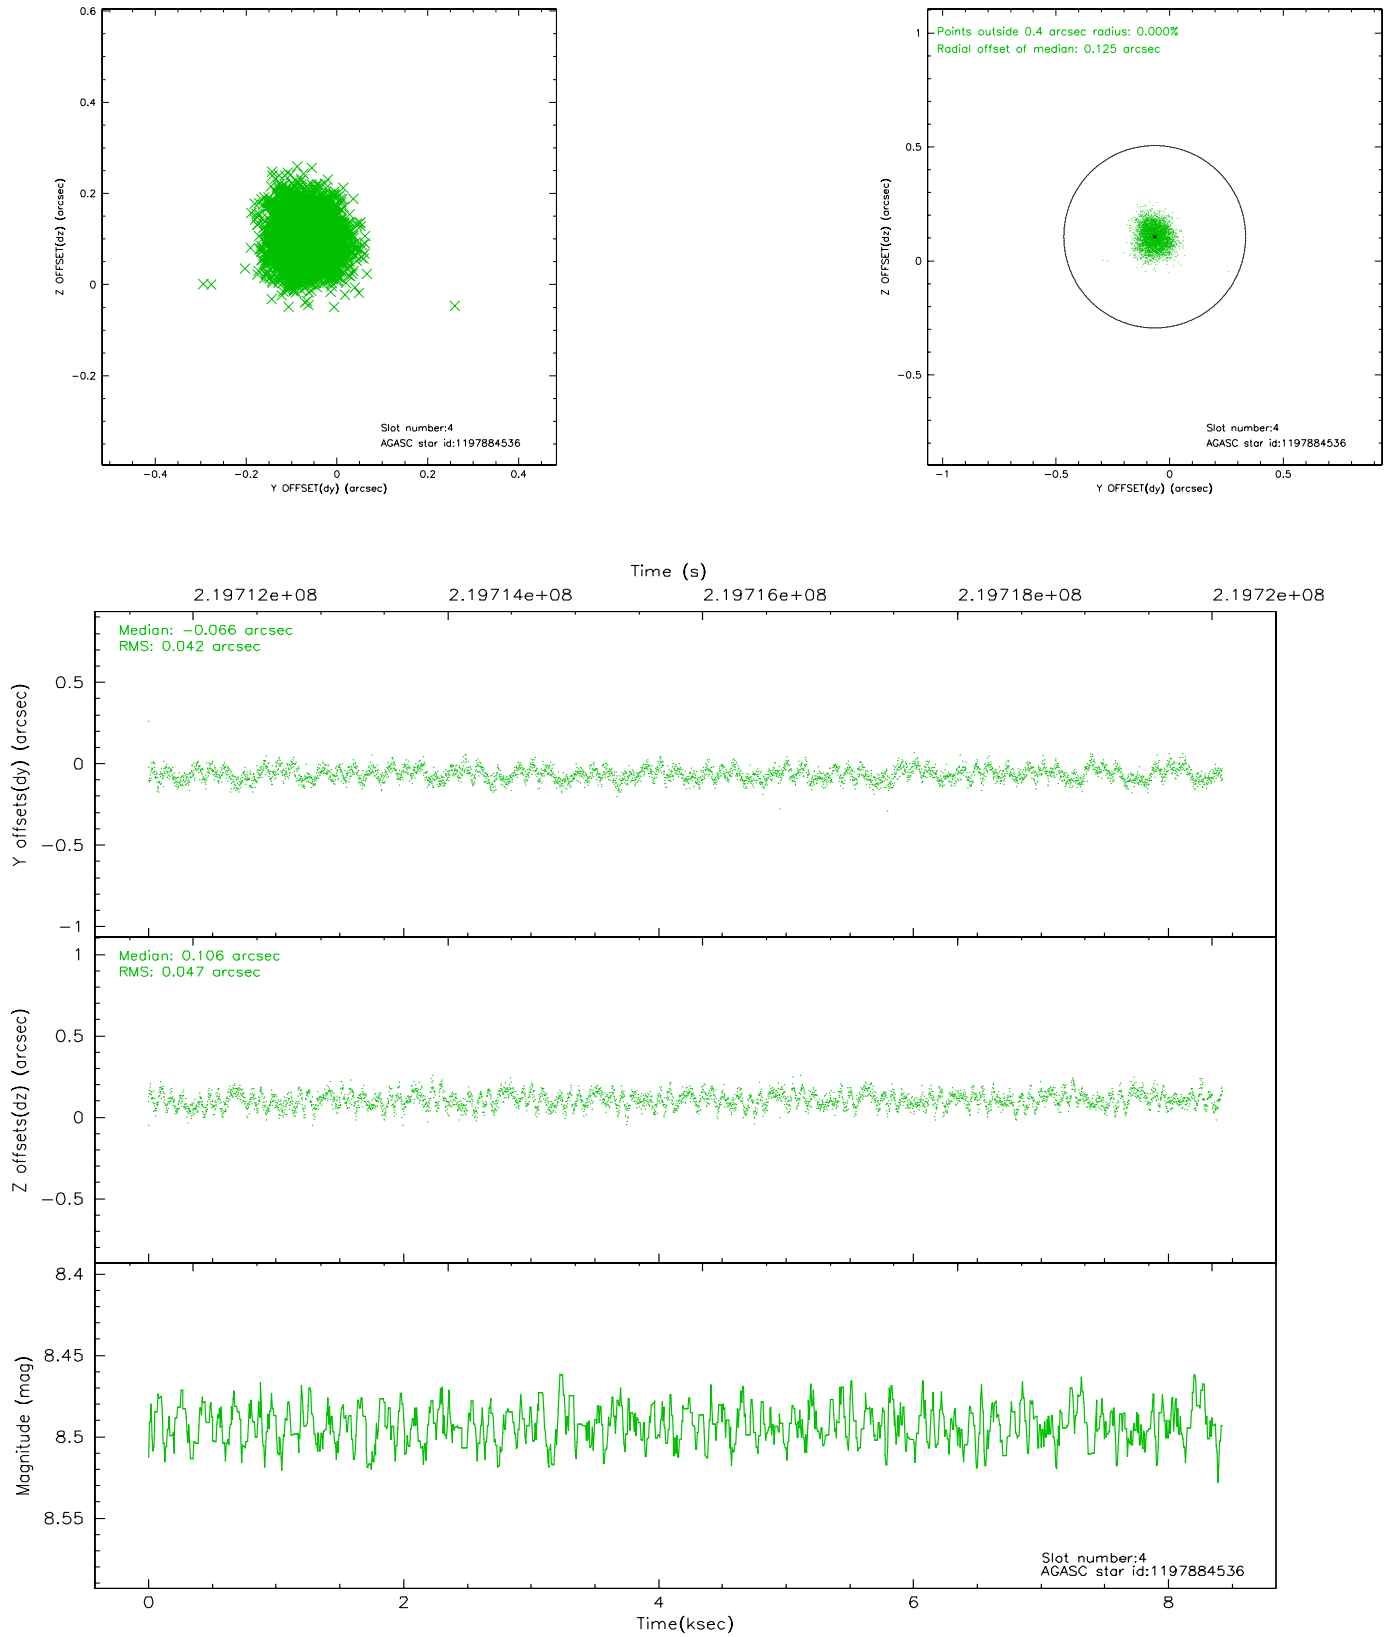 0.6
0.4
0.2
0
−0.2
Z OFFSET(dz) (arcsec)
Slot number:4
AGASC star id:1197884536
−0.4 −0.2 0 0.2 0.4
Y OFFSET(dy) (arcsec)
Points outside 0.4 arcsec radius: 0.000%
Radial offset of median: 0.125 arcsec
1
0.5
0
−0.5
Z OFFSET(dz) (arcsec)
Slot number:4
AGASC star id:1197884536
−1 −0.5 0 0.5
Y OFFSET(dy) (arcsec)
Time (s)
2.19712e+08 2.19714e+08 2.19716e+08 2.19718e+08 2.1972e+08
Median: −0.066 arcsec
RMS: 0.042 arcsec
0.5
0
−0.5
−1
Y offsets(dy) (arcsec)
Median: 0.106 arcsec
RMS: 0.047 arcsec
1
0.5
0
−0.5
Z offsets(dz) (arcsec)
8.4
8.45
8.5
8.55
Magnitude (mag)
Slot number:4
AGASC star id:1197884536
0 2 4 6 8
Time(ksec)